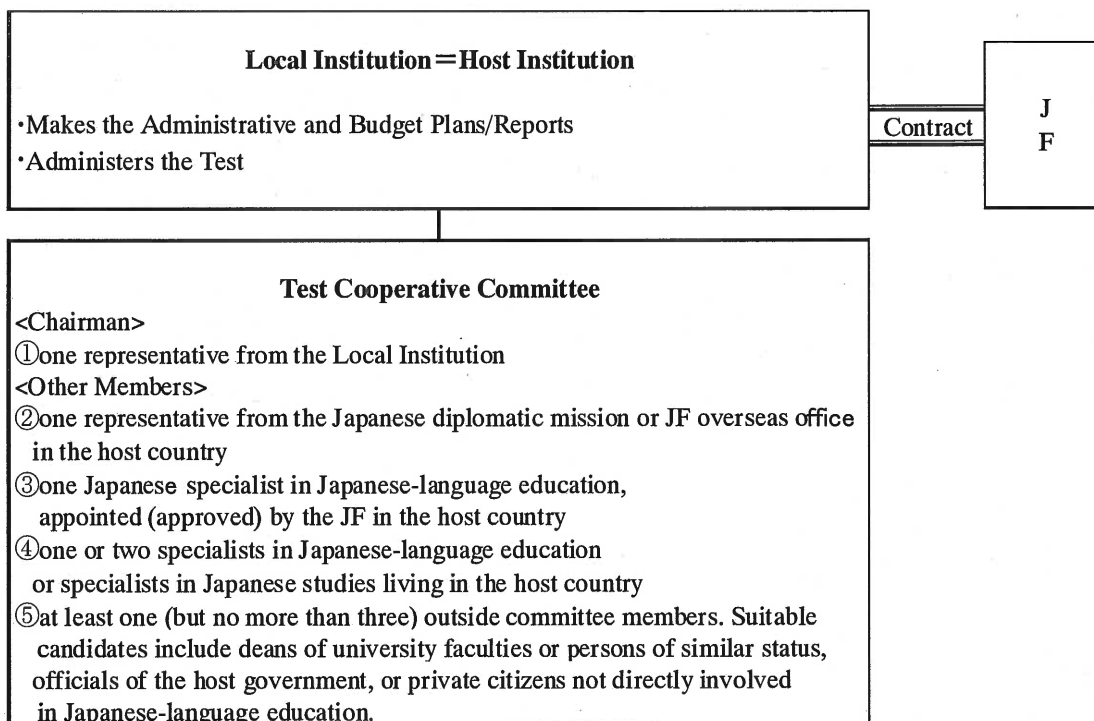 Local Institution＝Host Institution
・Makes the Administrative and Budget Plans/Reports
・Administers the Test
Contract
J
F
Test Cooperative Committee
<Chairman>
①one representative from the Local Institution
<Other Members>
②one representative from the Japanese diplomatic mission or JF overseas office
in the host country
③one Japanese specialist in Japanese-language education,
appointed (approved) by the JF in the host country
④one or two specialists in Japanese-language education
or specialists in Japanese studies living in the host country
⑤at least one (but no more than three) outside committee members. Suitable
candidates include deans of university faculties or persons of similar status,
officials of the host government, or private citizens not directly involved
in Japanese-language education.